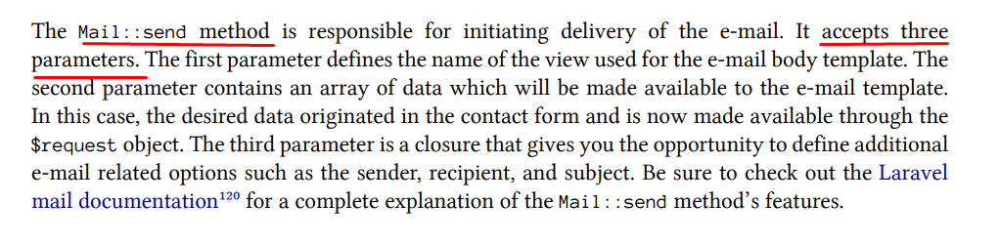 The Mail::send method is responsible for initiating delivery of the e-mail. It accepts three
parameters. The first parameter defines the name of the view used for the e-mail body template. The
second parameter contains an array of data which will be made available to the e-mail template.
In this case, the desired data originated in the contact form and is now made available through the
$request object. The third parameter is a closure that gives you the opportunity to define additional
e-mail related options such as the sender, recipient, and subject. Be sure to check out the Laravel
mail documentation¹²⁰ for a complete explanation of the Mail::send method’s features.